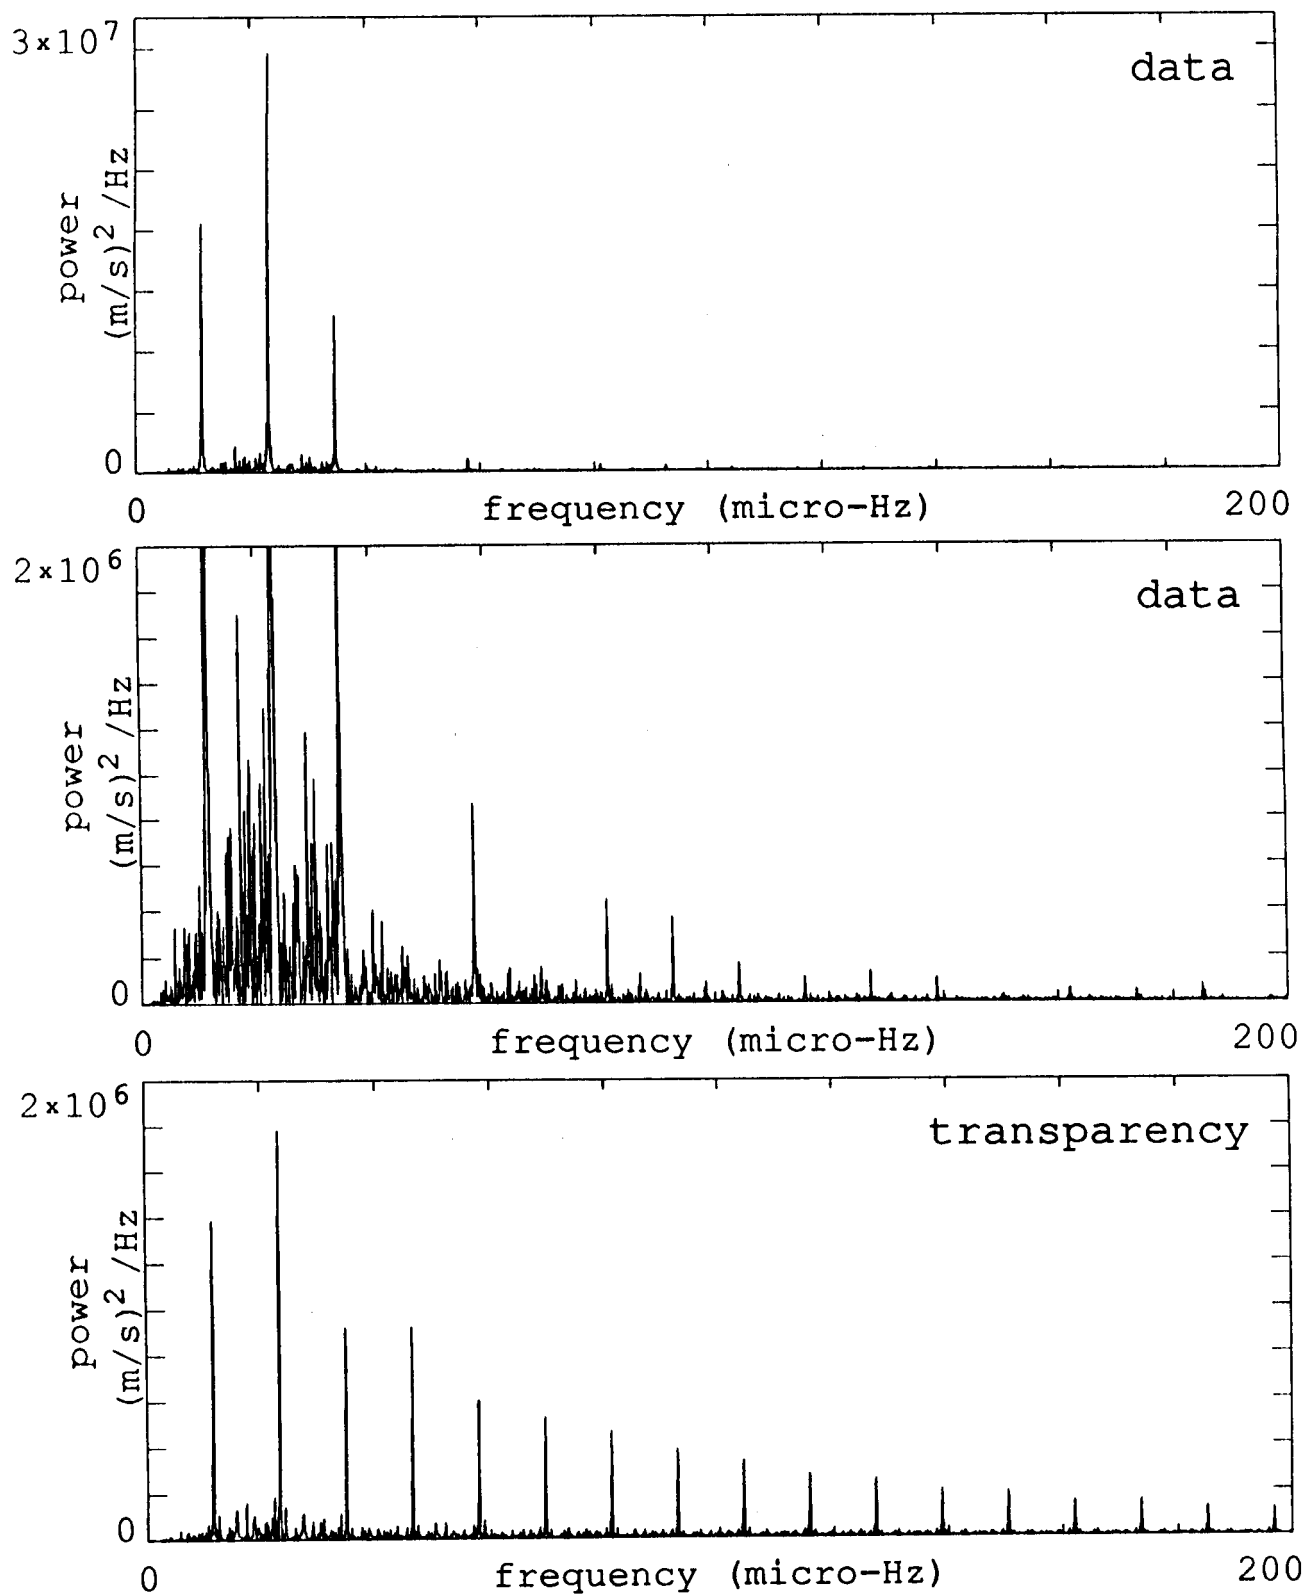 3×10⁷
data
power
(m/s)² /Hz
0
0
frequency (micro-Hz)
200
2×10⁶
data
power
(m/s)² /Hz
0
0
frequency (micro-Hz)
200
2×10⁶
transparency
power
(m/s)² /Hz
0
0
frequency (micro-Hz)
200